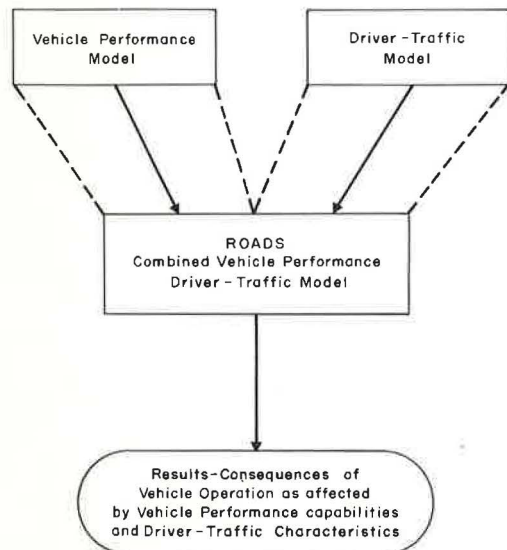 Vehicle Performance
Model
Driver-Traffic
Model
ROADS
Combined Vehicle Performance
Driver-Traffic Model
Results-Consequences of
Vehicle Operation as affected
by Vehicle Performance capabilities
and Driver-Traffic Characteristics